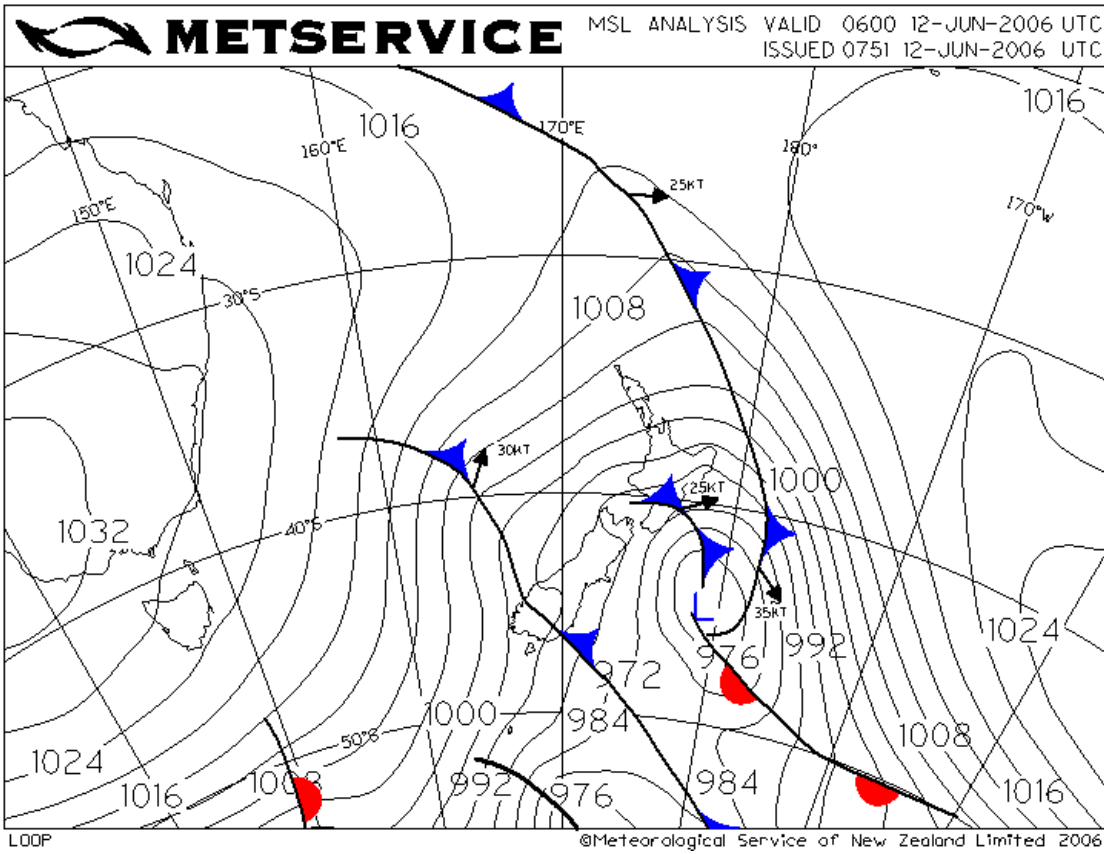 METSERVICE
MSL ANALYSIS VALID 0600 12-JUN-2006 UTC
ISSUED 0751 12-JUN-2006 UTC
1016
1016
170°E
160°E
180°
25KT
170°W
150°E
1024
30°S
1008
30KT
1000
25KT
1032
40°S
35KT
1024
992
976
972
1000
984
50°S
1008
1024
1008
992
984
1016
976
1016
L
LOOP
©Meteorological Service of New Zealand Limited 2006